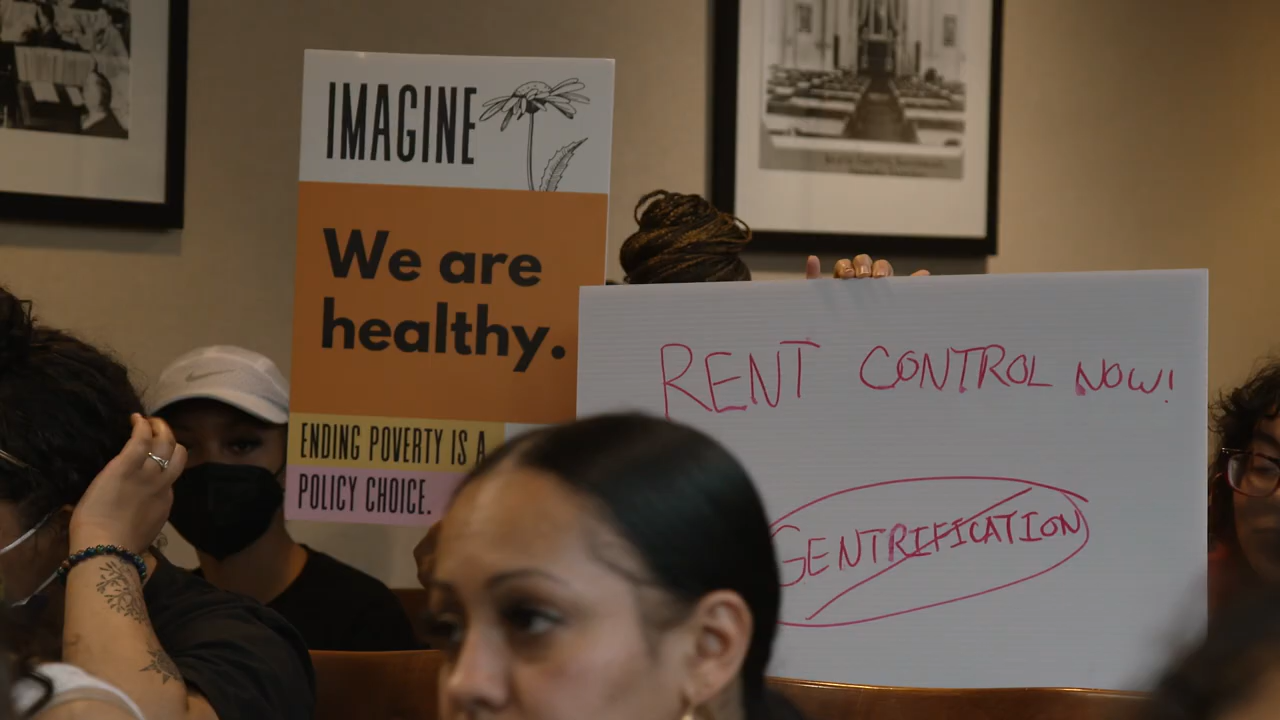 IMAGINE
We are
healthy.
ENDING POVERTY IS A
POLICY CHOICE.
RENT CONTROL NOW!
GENTRIFICATION